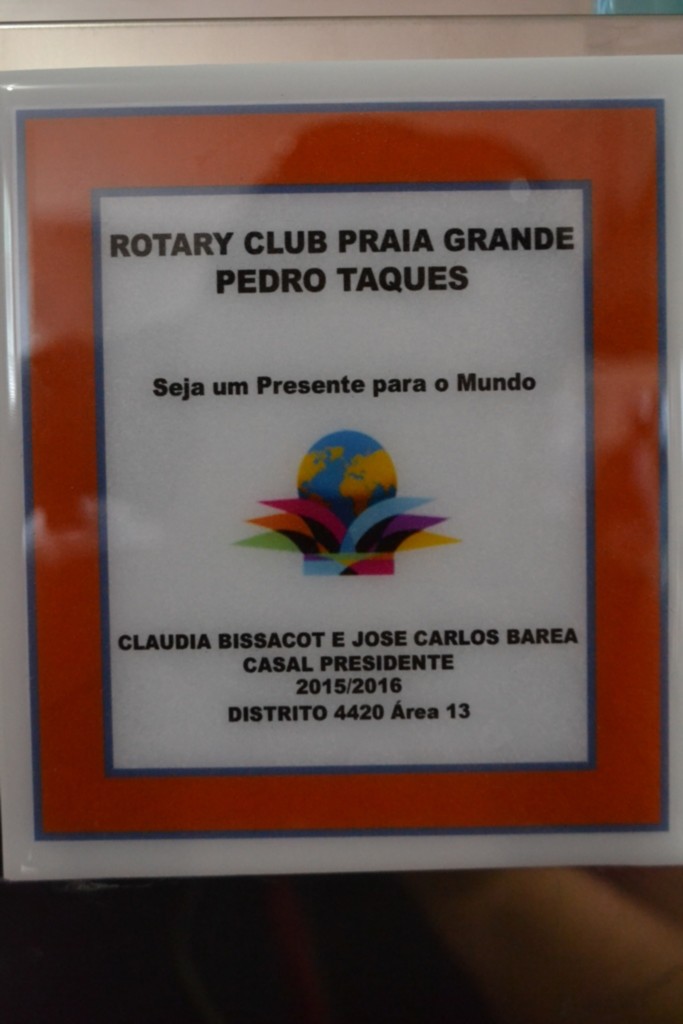 ROTARY CLUB PRAIA GRANDE
PEDRO TAQUES
Seja um Presente para o Mundo
CLAUDIA BISSACOT E JOSE CARLOS BAREA
CASAL PRESIDENTE
2015/2016
DISTRITO 4420 Área 13